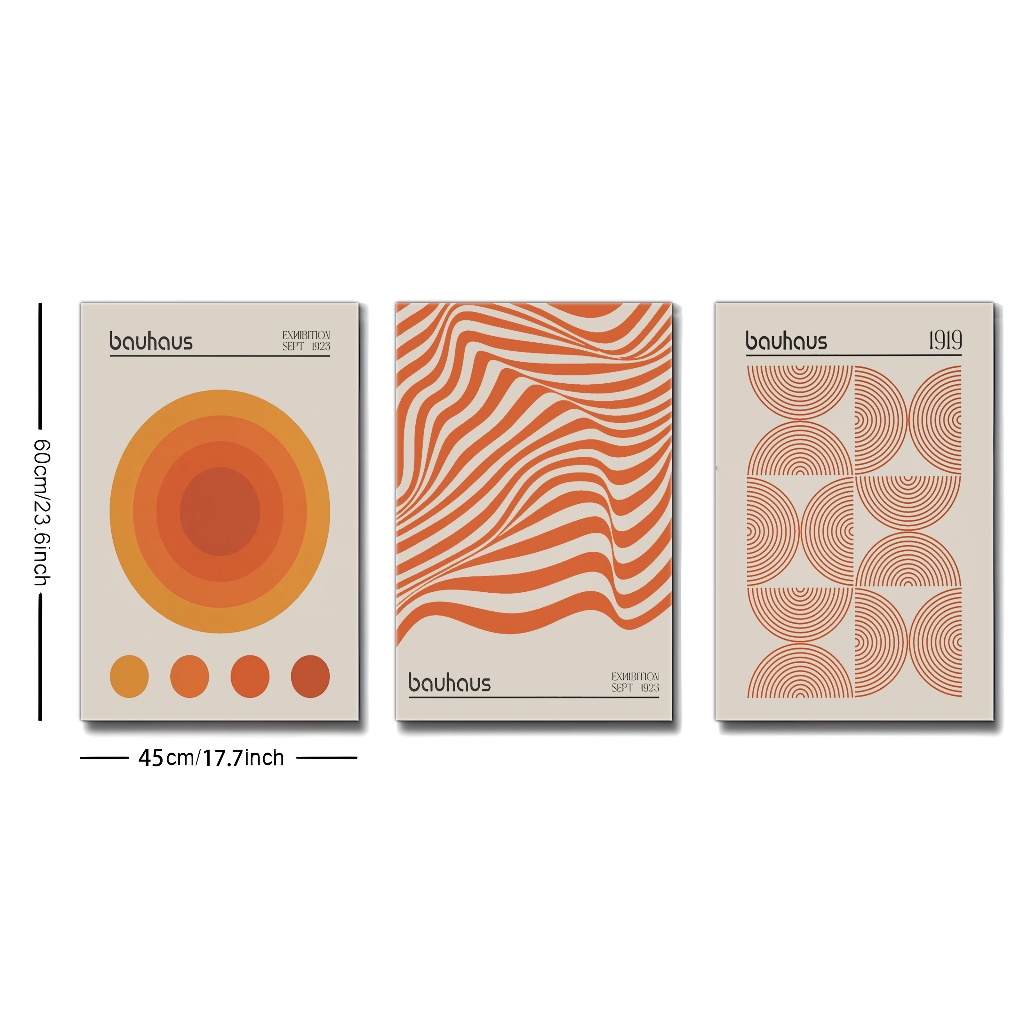 bauhaus
EXHIBITION
SEPT 1923
bauhaus
EXHIBITION
SEPT 1923
bauhaus
1919
60cm/23.6inch
45cm/17.7inch